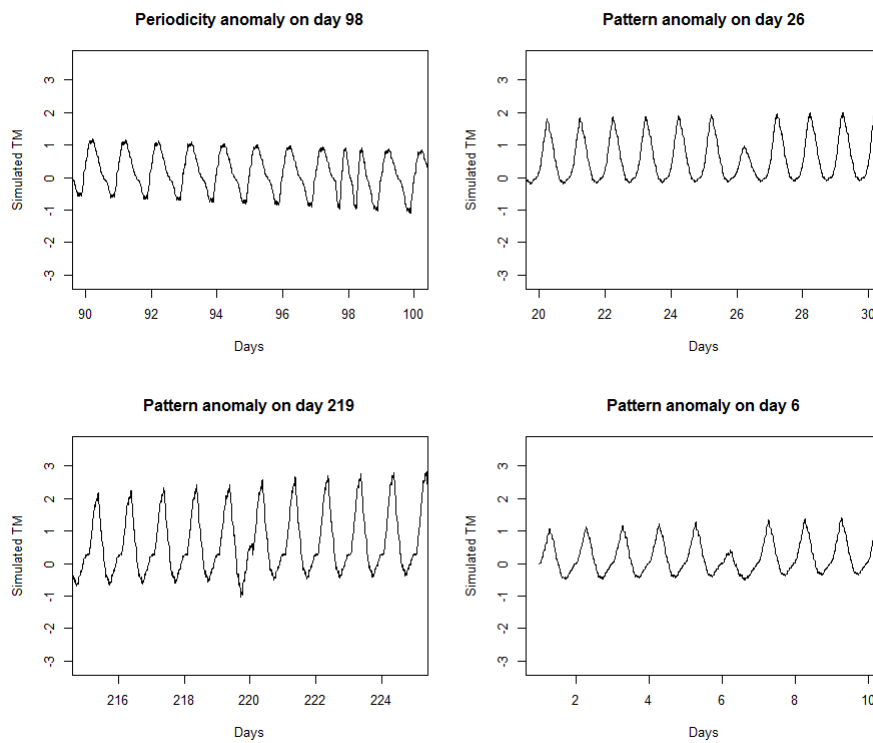 Periodicity anomaly on day 98
Simulated TM
3
2
1
0
-1
-2
-3
90 92 94 96 98 100
Days
Pattern anomaly on day 26
Simulated TM
3
2
1
0
-1
-2
-3
20 22 24 26 28 30
Days
Pattern anomaly on day 219
Simulated TM
3
2
1
0
-1
-2
-3
216 218 220 222 224
Days
Pattern anomaly on day 6
Simulated TM
3
2
1
0
-1
-2
-3
2 4 6 8 10
Days